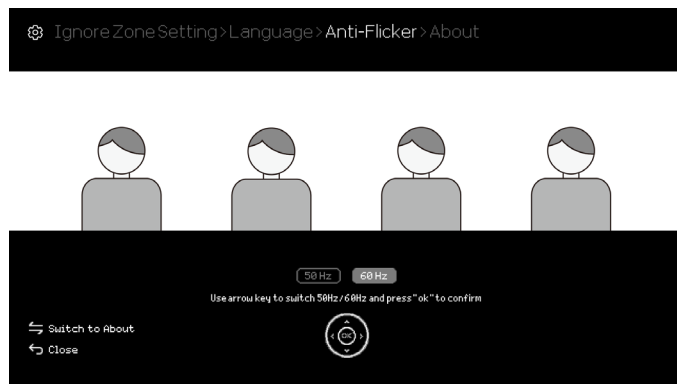 Ignore Zone Setting>Language>Anti-Flicker>About
50 Hz 60 Hz
Use arrow key to switch 50Hz/60Hz and press "ok" to confirm
Switch to About
OK
Close